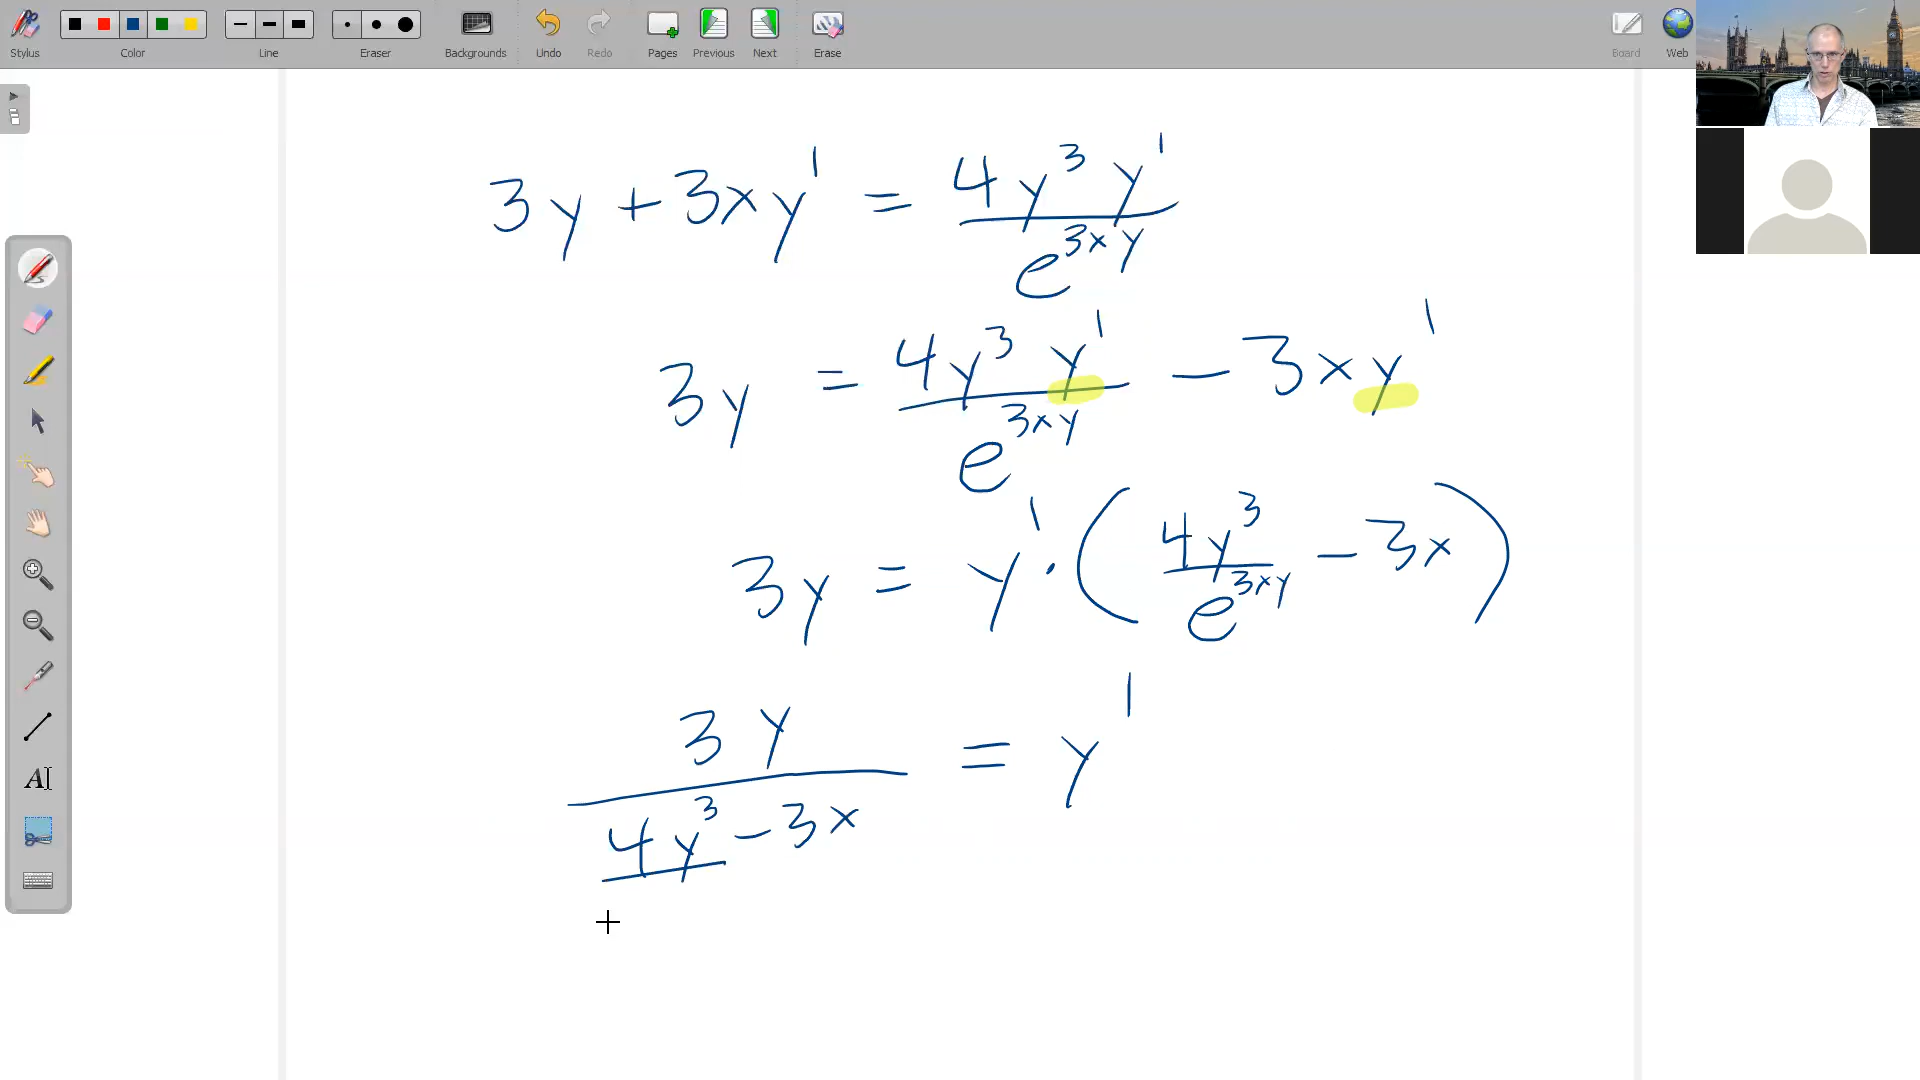 Stylus Color Line Eraser Backgrounds Undo Redo Pages Previous Next Erase Board Web
3y + 3xy' = 4y³y' / e^(3xy)
3y = 4y³y' / e^(3xy) - 3xy'
3y = y' · (4y³ / e^(3xy) - 3x)
3y / (4y³ - 3x) = y'
AI